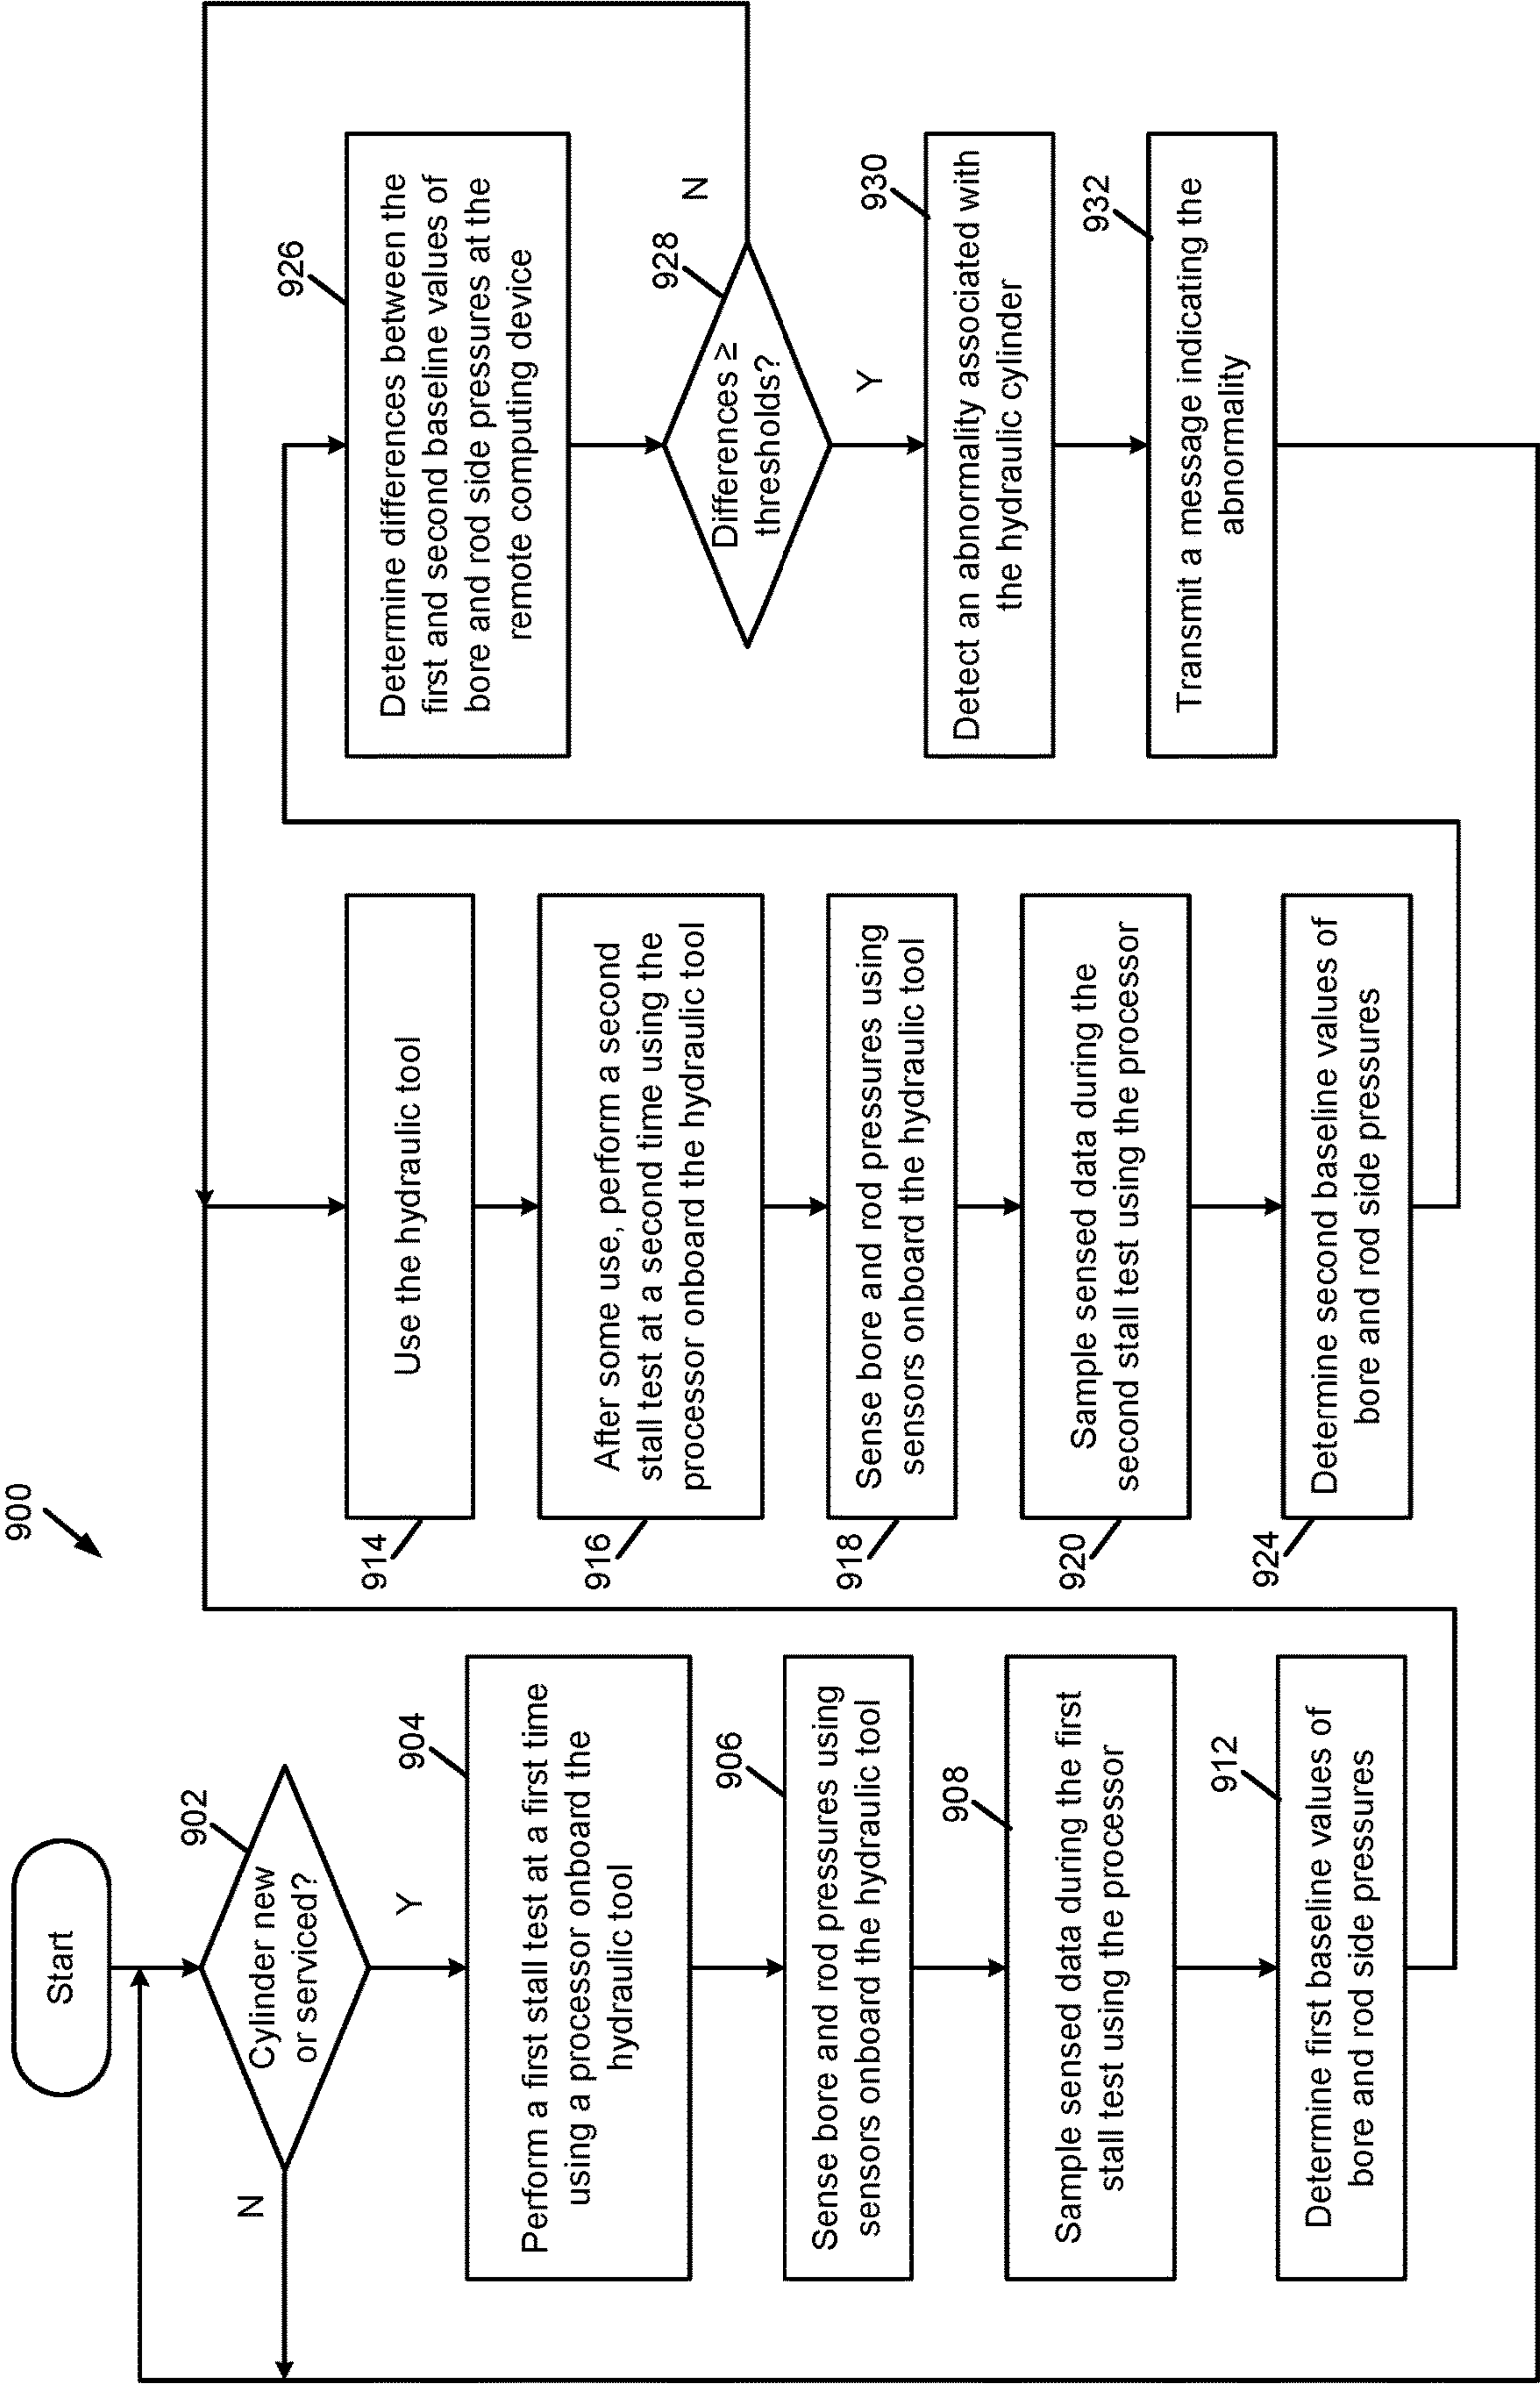 900
Start
902
Cylinder new
or serviced?
N
Y
904
Perform a first stall test at a first time
using a processor onboard the
hydraulic tool
906
Sense bore and rod pressures using
sensors onboard the hydraulic tool
908
Sample sensed data during the first
stall test using the processor
912
Determine first baseline values of
bore and rod side pressures
914
Use the hydraulic tool
916
After some use, perform a second
stall test at a second time using the
processor onboard the hydraulic tool
918
Sense bore and rod pressures using
sensors onboard the hydraulic tool
920
Sample sensed data during the
second stall test using the processor
924
Determine second baseline values of
bore and rod side pressures
926
Determine differences between the
first and second baseline values of
bore and rod side pressures at the
remote computing device
928
Differences ≥
thresholds?
N
Y
930
Detect an abnormality associated with
the hydraulic cylinder
932
Transmit a message indicating the
abnormality